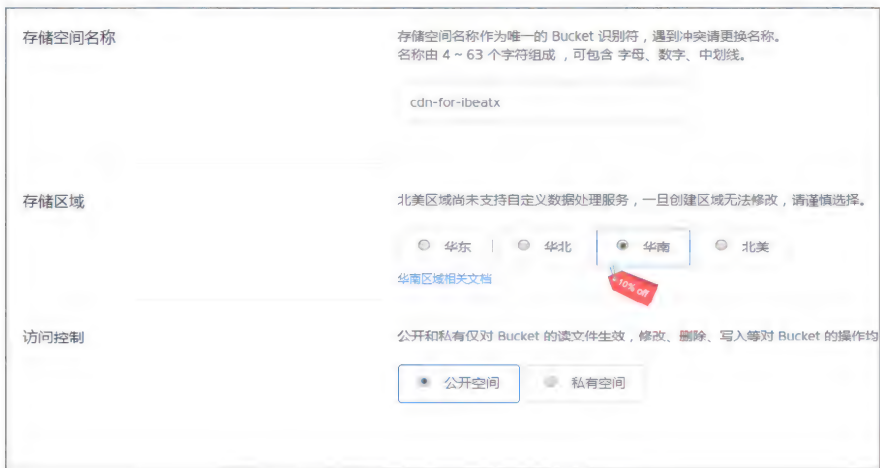 存储空间名称
存储空间名称作为唯一的 Bucket 识别符，遇到冲突请更换名称。
名称由 4 ~ 63 个字符组成 ，可包含 字母、数字、中划线。
cdn-for-ibeatx
存储区域
北美区域尚未支持自定义数据处理服务，一旦创建区域无法修改，请谨慎选择。
华东 华北 华南 北美
华南区域相关文档
10% off
访问控制
公开和私有仅对 Bucket 的读文件生效，修改、删除、写入等对 Bucket 的操作均
公开空间 私有空间